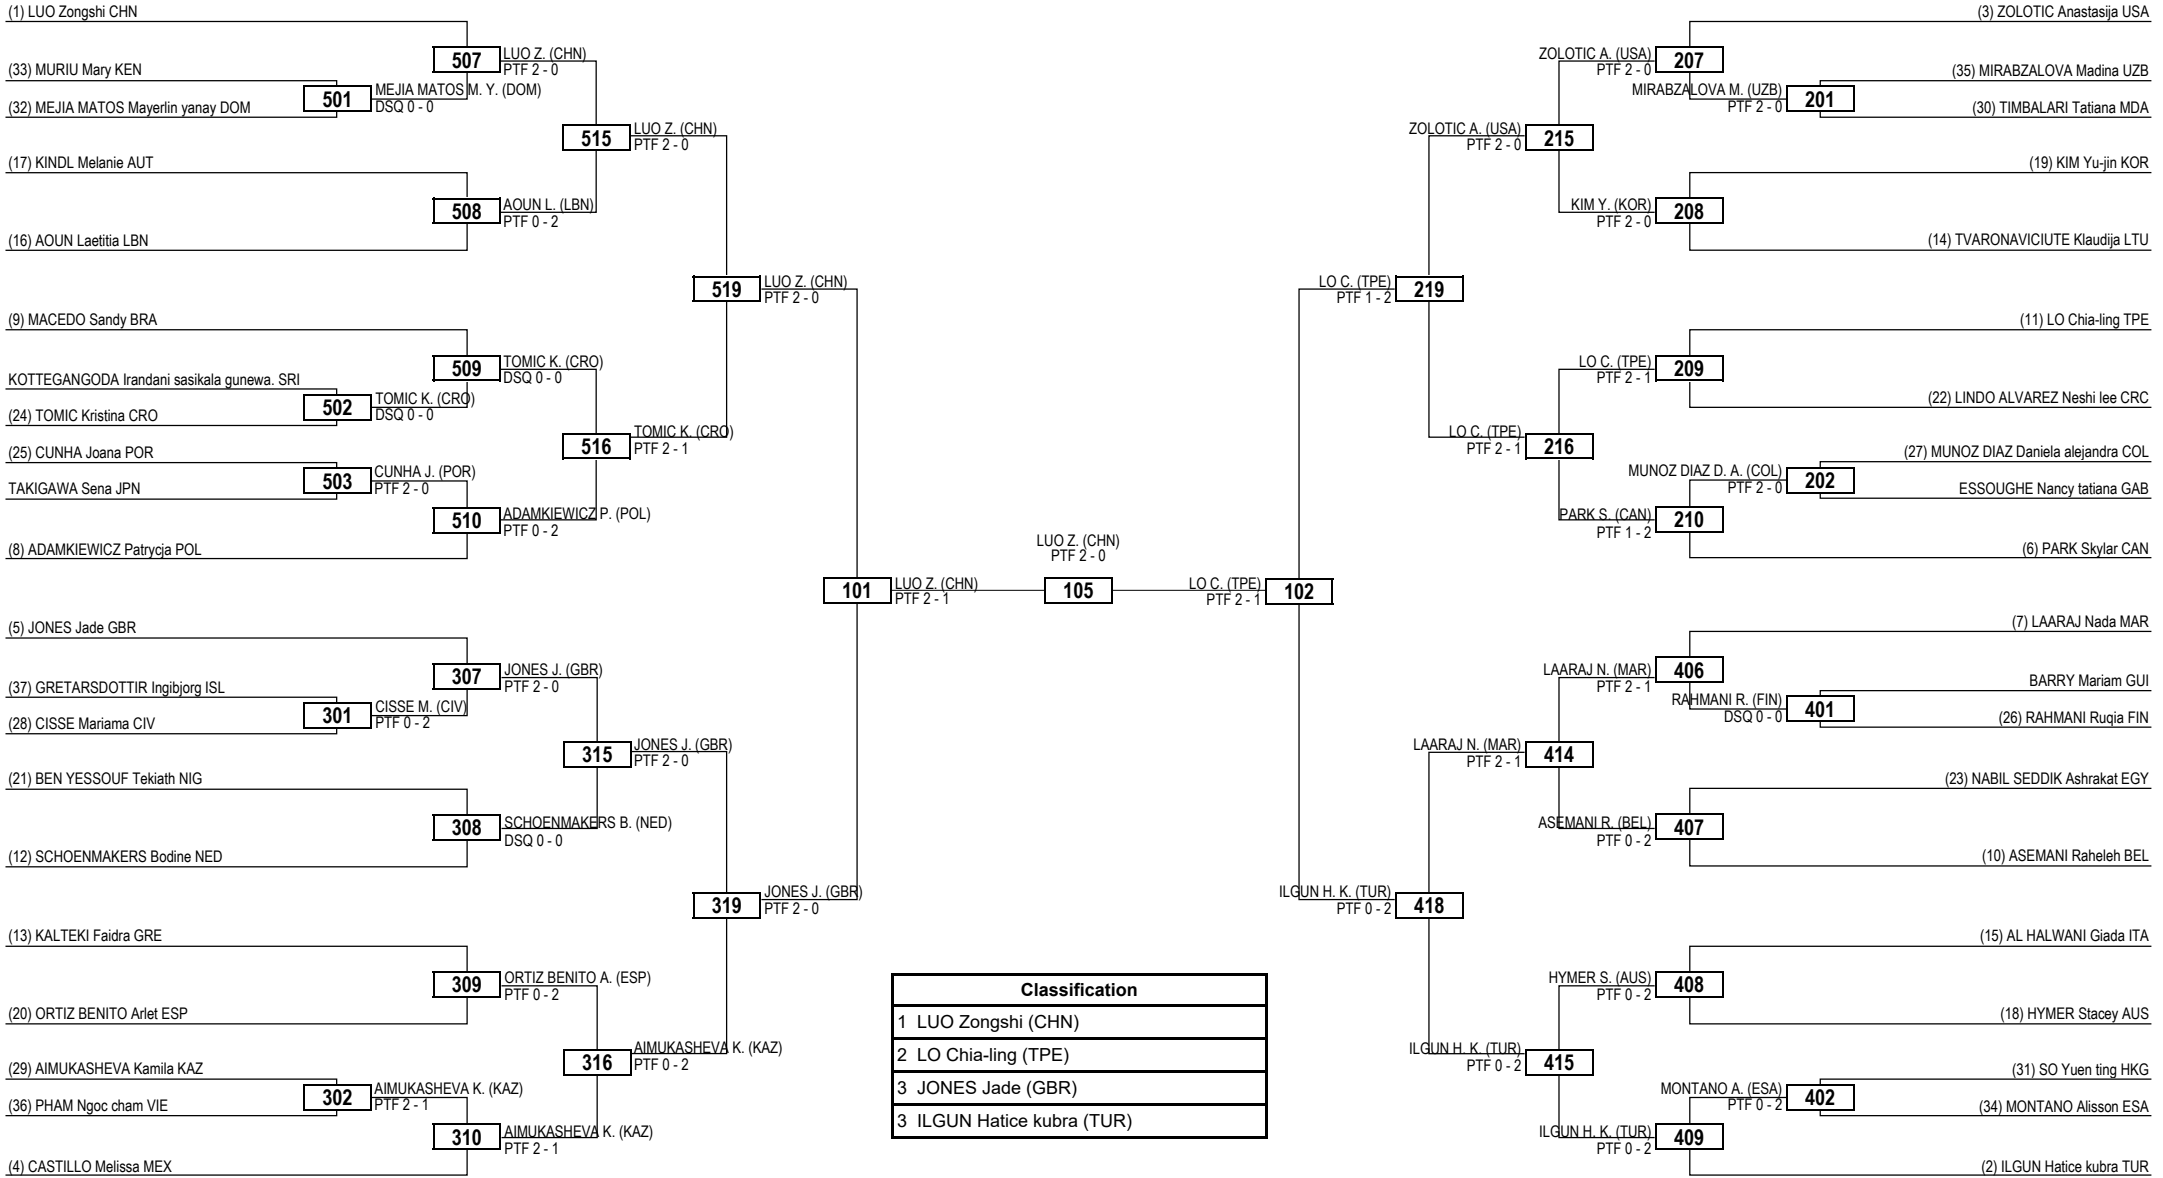 (1) LUO Zongshi CHN
507
LUO Z. (CHN)
PTF 2 - 0
(33) MURIU Mary KEN
501
MEJIA MATOS M. Y. (DOM)
DSQ 0 - 0
(32) MEJIA MATOS Mayerlin yanay DOM
515
LUO Z. (CHN)
PTF 2 - 0
(17) KINDL Melanie AUT
508
AOUN L. (LBN)
PTF 0 - 2
(16) AOUN Laetitia LBN
519
LUO Z. (CHN)
PTF 2 - 0
(9) MACEDO Sandy BRA
509
TOMIC K. (CRO)
DSQ 0 - 0
KOTTEGANGODA Irandani sasikala gunewa. SRI
502
TOMIC K. (CRO)
DSQ 0 - 0
(24) TOMIC Kristina CRO
516
TOMIC K. (CRO)
PTF 2 - 1
(25) CUNHA Joana POR
503
CUNHA J. (POR)
PTF 2 - 0
TAKIGAWA Sena JPN
510
ADAMKIEWICZ P. (POL)
PTF 0 - 2
(8) ADAMKIEWICZ Patrycja POL
101
LUO Z. (CHN)
PTF 2 - 1
(5) JONES Jade GBR
307
JONES J. (GBR)
PTF 2 - 0
(37) GRETARSDOTTIR Ingibjorg ISL
301
CISSE M. (CIV)
PTF 0 - 2
(28) CISSE Mariama CIV
315
JONES J. (GBR)
PTF 2 - 0
(21) BEN YESSOUF Tekiath NIG
308
SCHOENMAKERS B. (NED)
DSQ 0 - 0
(12) SCHOENMAKERS Bodine NED
319
JONES J. (GBR)
PTF 2 - 0
(13) KALTEKI Faidra GRE
309
ORTIZ BENITO A. (ESP)
PTF 0 - 2
(20) ORTIZ BENITO Arlet ESP
316
AIMUKASHEVA K. (KAZ)
PTF 0 - 2
(29) AIMUKASHEVA Kamila KAZ
302
AIMUKASHEVA K. (KAZ)
PTF 2 - 1
(36) PHAM Ngoc cham VIE
310
AIMUKASHEVA K. (KAZ)
PTF 2 - 1
(4) CASTILLO Melissa MEX
LUO Z. (CHN)
PTF 2 - 0
105
Classification
1 LUO Zongshi (CHN)
2 LO Chia-ling (TPE)
3 JONES Jade (GBR)
3 ILGUN Hatice kubra (TUR)
(3) ZOLOTIC Anastasija USA
ZOLOTIC A. (USA)
PTF 2 - 0
207
(35) MIRABZALOVA Madina UZB
MIRABZALOVA M. (UZB)
PTF 2 - 0
201
(30) TIMBALARI Tatiana MDA
ZOLOTIC A. (USA)
PTF 2 - 0
215
(19) KIM Yu-jin KOR
KIM Y. (KOR)
PTF 2 - 0
208
(14) TVARONAVICIUTE Klaudija LTU
LO C. (TPE)
PTF 1 - 2
219
(11) LO Chia-ling TPE
LO C. (TPE)
PTF 2 - 1
209
(22) LINDO ALVAREZ Neshi lee CRC
LO C. (TPE)
PTF 2 - 1
216
(27) MUNOZ DIAZ Daniela alejandra COL
MUNOZ DIAZ D. A. (COL)
PTF 2 - 0
202
ESSOUGHE Nancy tatiana GAB
PARK S. (CAN)
PTF 1 - 2
210
(6) PARK Skylar CAN
LO C. (TPE)
PTF 2 - 1
102
(7) LAARAJ Nada MAR
LAARAJ N. (MAR)
PTF 2 - 1
406
BARRY Mariam GUI
RAHMANI R. (FIN)
DSQ 0 - 0
401
(26) RAHMANI Ruqia FIN
LAARAJ N. (MAR)
PTF 2 - 1
414
(23) NABIL SEDDIK Ashrakat EGY
ASEMANI R. (BEL)
PTF 0 - 2
407
(10) ASEMANI Raheleh BEL
ILGUN H. K. (TUR)
PTF 0 - 2
418
(15) AL HALWANI Giada ITA
HYMER S. (AUS)
PTF 0 - 2
408
(18) HYMER Stacey AUS
ILGUN H. K. (TUR)
PTF 0 - 2
415
(31) SO Yuen ting HKG
MONTANO A. (ESA)
PTF 0 - 2
402
(34) MONTANO Alisson ESA
ILGUN H. K. (TUR)
PTF 0 - 2
409
(2) ILGUN Hatice kubra TUR